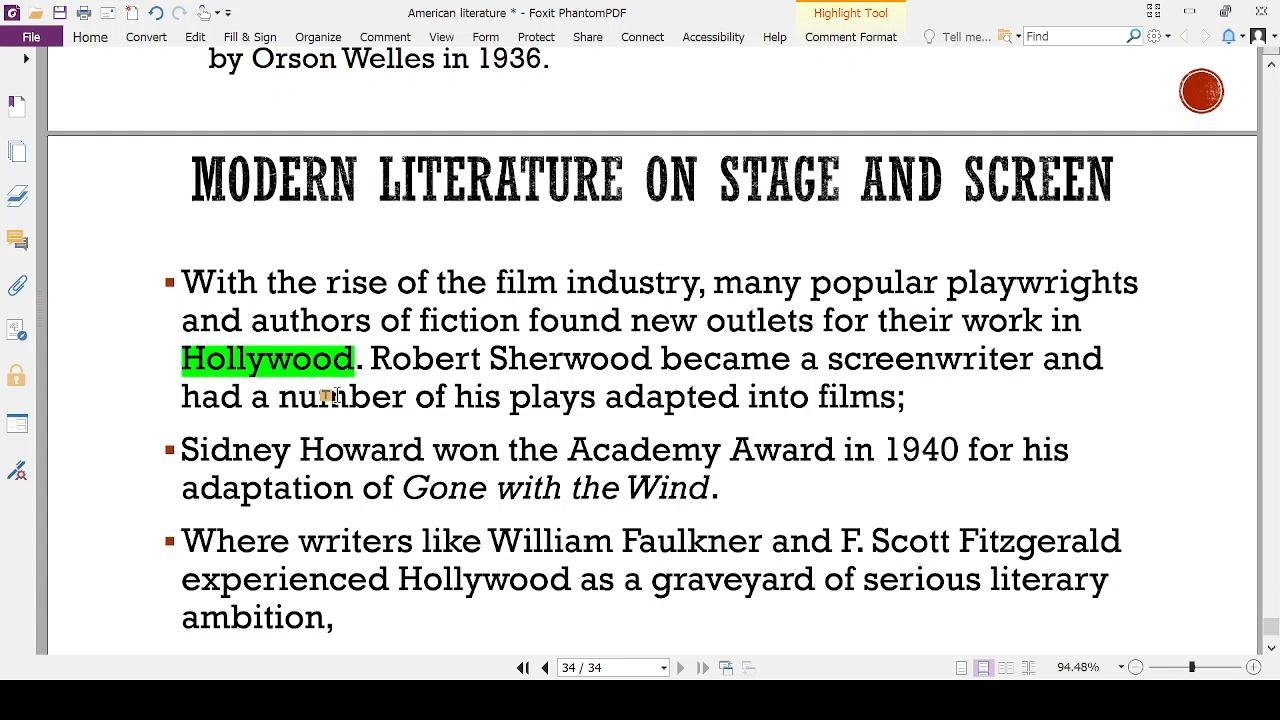 American literature * - Foxit PhantomPDF
Highlight Tool
File Home Convert Edit Fill & Sign Organize Comment View Form Protect Share Connect Accessibility Help Comment Format Tell me... Find
by Orson Welles in 1936.
MODERN LITERATURE ON STAGE AND SCREEN
▪ With the rise of the film industry, many popular playwrights
and authors of fiction found new outlets for their work in
Hollywood. Robert Sherwood became a screenwriter and
had a number of his plays adapted into films;
▪ Sidney Howard won the Academy Award in 1940 for his
adaptation of Gone with the Wind.
▪ Where writers like William Faulkner and F. Scott Fitzgerald
experienced Hollywood as a graveyard of serious literary
ambition,
34 / 34
94.48%